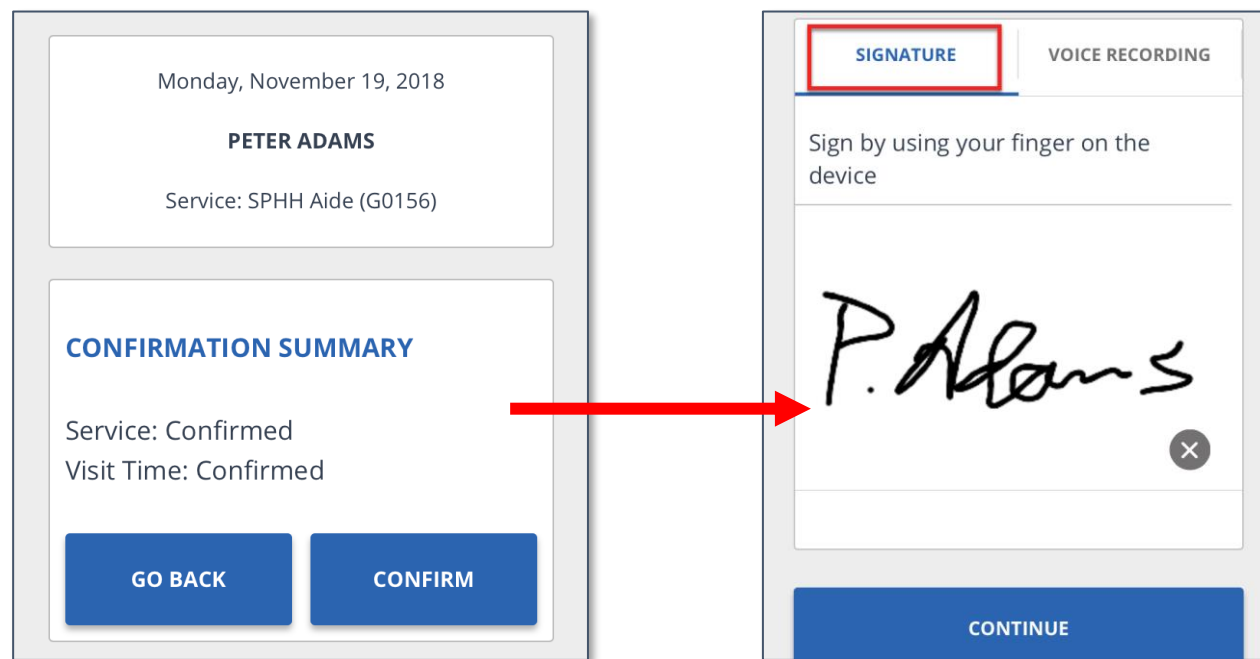 Monday, November 19, 2018
PETER ADAMS
Service: SPHH Aide (G0156)
CONFIRMATION SUMMARY
Service: Confirmed
Visit Time: Confirmed
GO BACK
CONFIRM
SIGNATURE
VOICE RECORDING
Sign by using your finger on the
device
P. Adams
CONTINUE